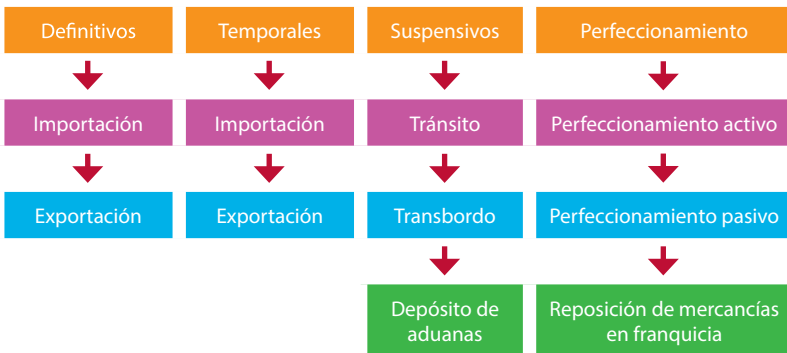 Definitivos
Temporales
Suspensivos
Perfeccionamiento
Importación
Importación
Tránsito
Perfeccionamiento activo
Exportación
Exportación
Transbordo
Perfeccionamiento pasivo
Depósito de
aduanas
Reposición de mercancías
en franquicia